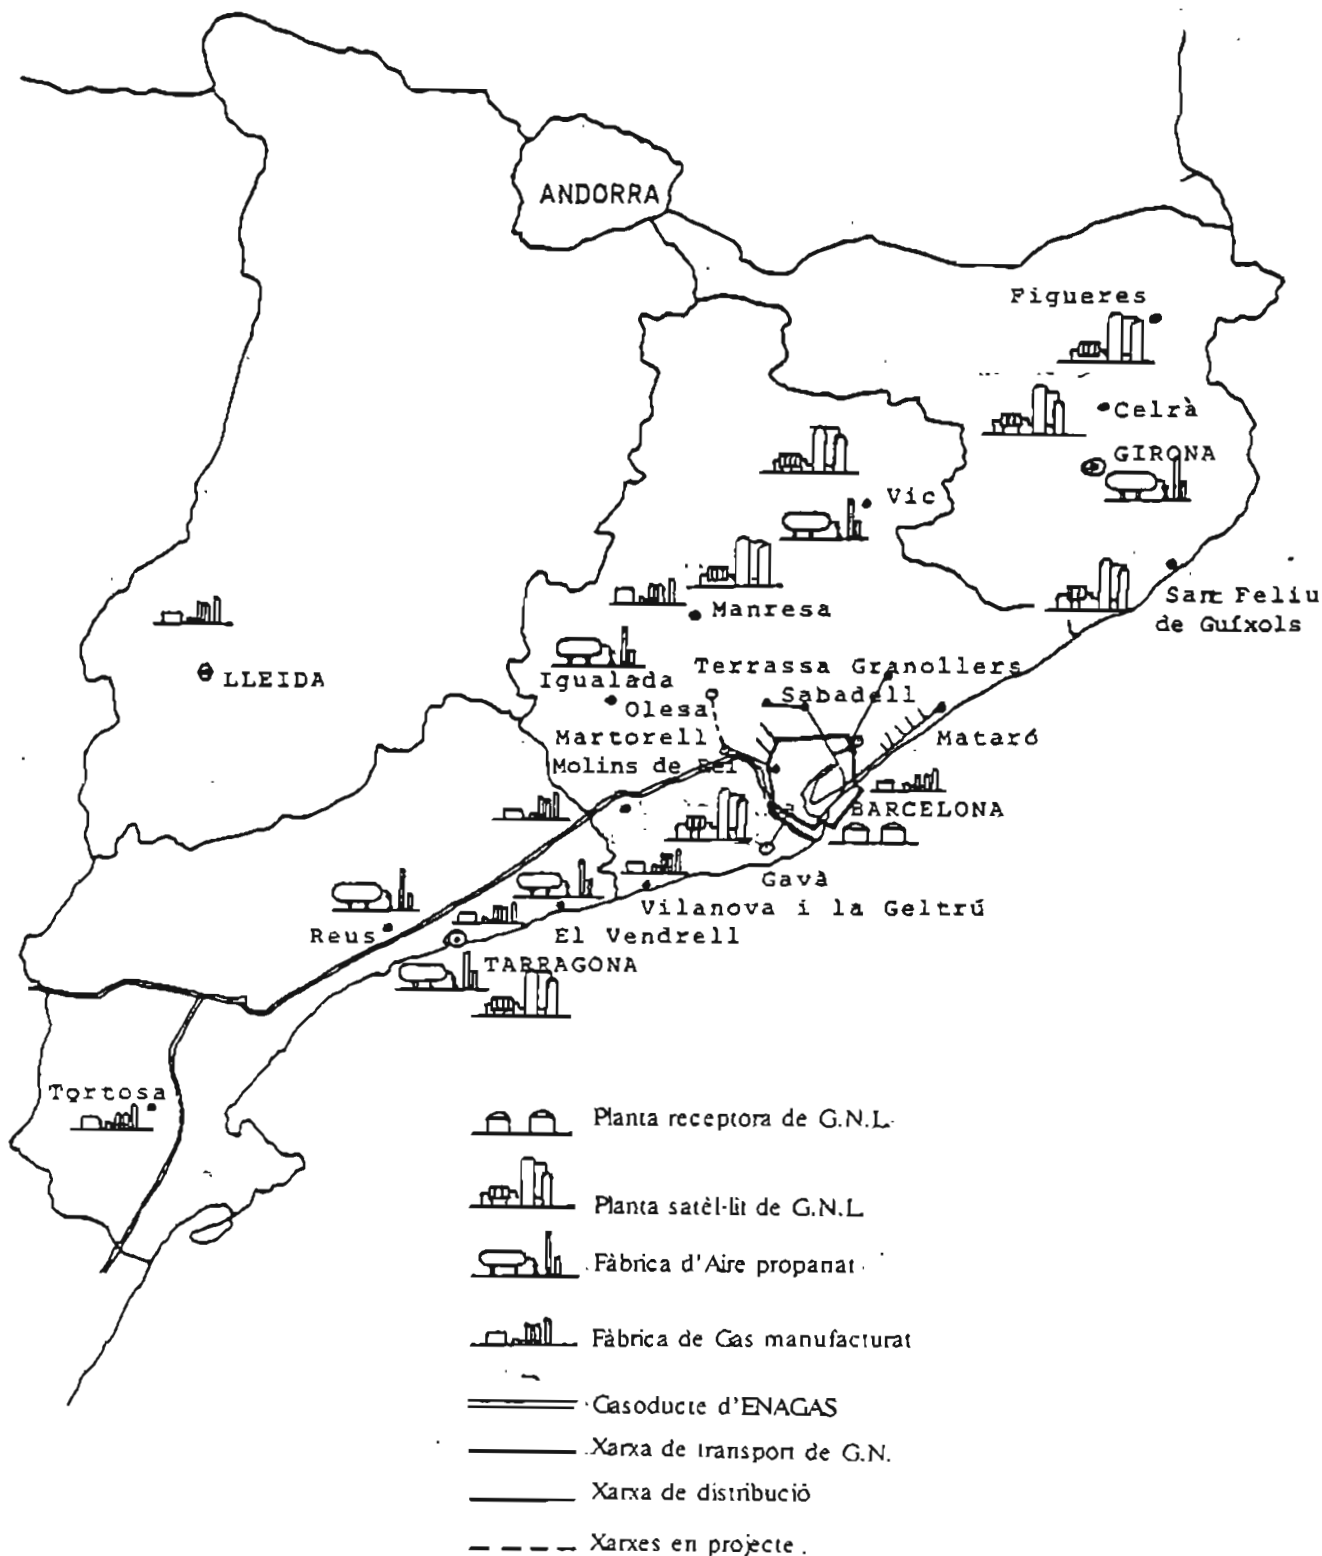 ANDORRA
Figueres
Celrà
GIRONA
Vic
Sant Feliu
de Guíxols
Manresa
LLEIDA
Igualada
Terrassa Granollers
Sabadell
Olesa
Martorell
Molins de Rei
Mataró
BARCELONA
Gavà
Vilanova i la Geltrú
El Vendrell
Reus
TARRAGONA
Tortosa
Planta receptora de G.N.L.
Planta satèl·lit de G.N.L.
Fàbrica d'Aire propanat
Fàbrica de Gas manufacturat
Gasoducte d'ENAGAS
Xarxa de transport de G.N.
Xarxa de distribució
Xarxes en projecte.